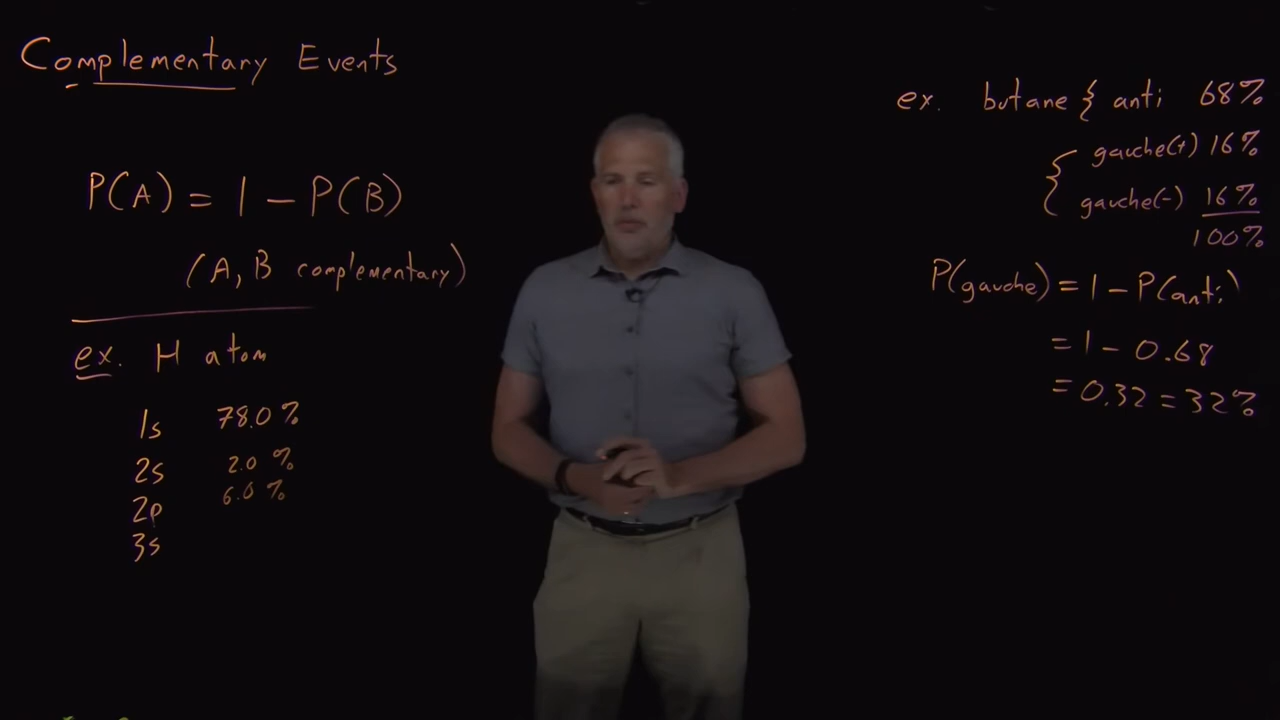 Complementary Events
P(A) = 1 - P(B)
(A, B complementary)
ex. H atom
1s 78.0 %
2s 2.0 %
2p 6.0 %
3s
ex. butane { anti 68%
{ gauche(+) 16%
gauche(-) 16%
100%
P(gauche) = 1 - P(anti)
= 1 - 0.68
= 0.32 = 32%